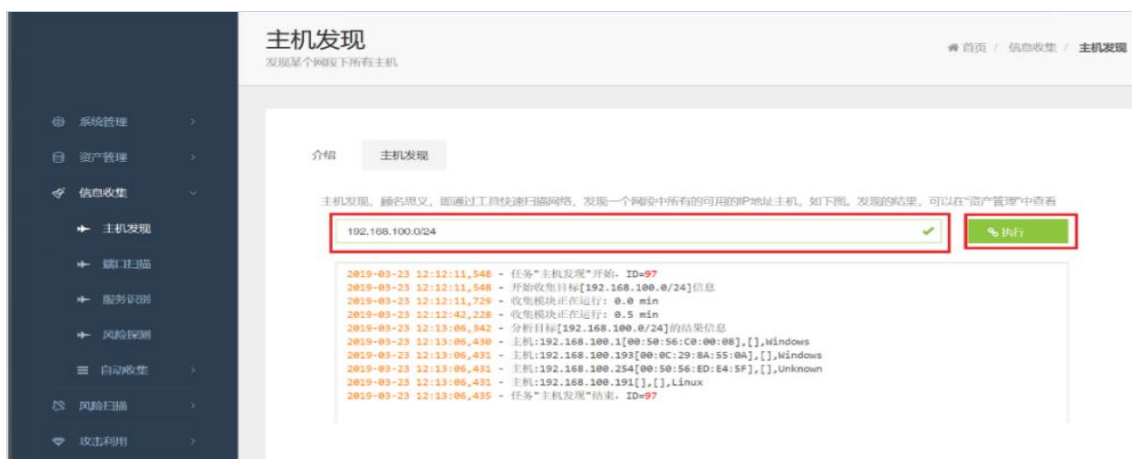 主机发现
发现某个网段下所有主机
首页 / 信息收集 / 主机发现
系统管理
资产管理
信息收集
主机发现
端口扫描
服务识别
风险探测
自动收集
风险扫描
攻击利用
介绍 主机发现
主机发现，顾名思义，即通过工具快速扫描网络，发现一个网段中所有的可用的IP地址主机，如下图。发现的结果，可以在“资产管理”中查看
192.168.100.0/24
执行
2019-03-23 12:12:11,548 - 任务"主机发现"开始，ID=97
2019-03-23 12:12:11,548 - 开始收集目标[192.168.100.0/24]信息
2019-03-23 12:12:11,729 - 收集模块正在运行: 0.0 min
2019-03-23 12:12:42,228 - 收集模块正在运行: 0.5 min
2019-03-23 12:13:06,342 - 分析目标[192.168.100.0/24]的结果信息
2019-03-23 12:13:06,430 - 主机:192.168.100.1[00:50:56:C0:00:08],[],Windows
2019-03-23 12:13:06,431 - 主机:192.168.100.193[00:0C:29:8A:55:0A],[],Windows
2019-03-23 12:13:06,431 - 主机:192.168.100.254[00:50:56:ED:E4:5F],[],Unknown
2019-03-23 12:13:06,431 - 主机:192.168.100.191[],[],Linux
2019-03-23 12:13:06,435 - 任务"主机发现"结束，ID=97